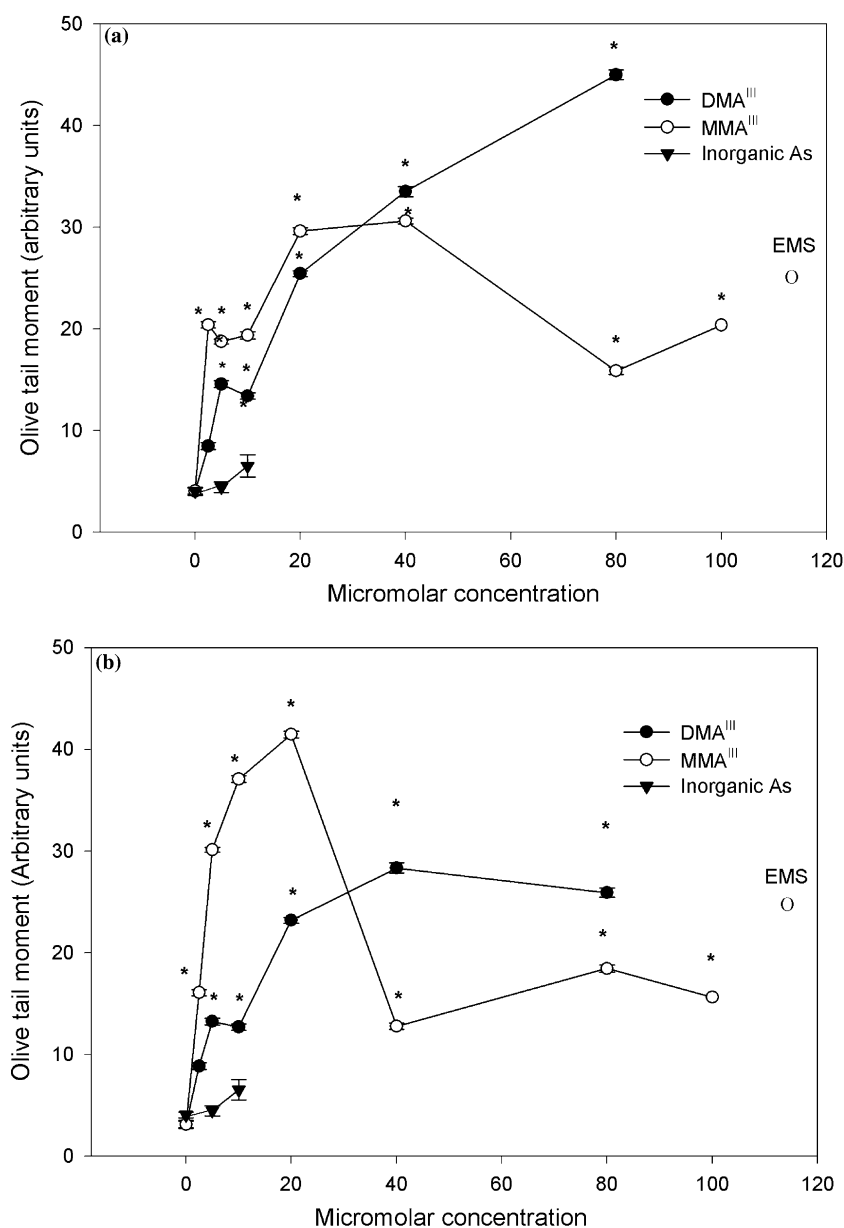 (a)
Olive tail moment (arbitrary units)
50
40
30
20
10
0
DMA^III
MMA^III
Inorganic As
EMS
0 20 40 60 80 100 120
Micromolar concentration
(b)
Olive tail moment (Arbitrary units)
50
40
30
20
10
0
DMA^III
MMA^III
Inorganic As
EMS
0 20 40 60 80 100 120
Micromolar concentration